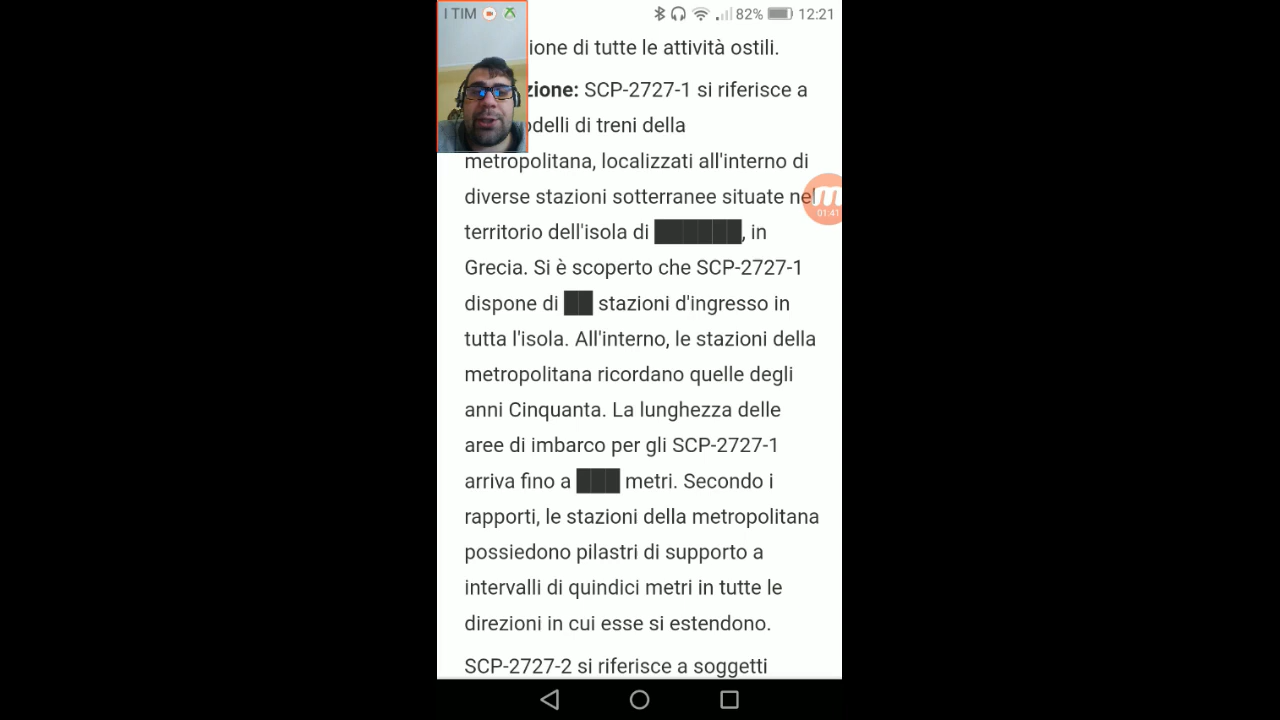 I TIM
82% 12:21
ione di tutte le attività ostili.
zione: SCP-2727-1 si riferisce a
odelli di treni della
metropolitana, localizzati all'interno di
diverse stazioni sotterranee situate nel
m
01:41
territorio dell'isola di ██████, in
Grecia. Si è scoperto che SCP-2727-1
dispone di ██ stazioni d'ingresso in
tutta l'isola. All'interno, le stazioni della
metropolitana ricordano quelle degli
anni Cinquanta. La lunghezza delle
aree di imbarco per gli SCP-2727-1
arriva fino a ███ metri. Secondo i
rapporti, le stazioni della metropolitana
possiedono pilastri di supporto a
intervalli di quindici metri in tutte le
direzioni in cui esse si estendono.
SCP-2727-2 si riferisce a soggetti